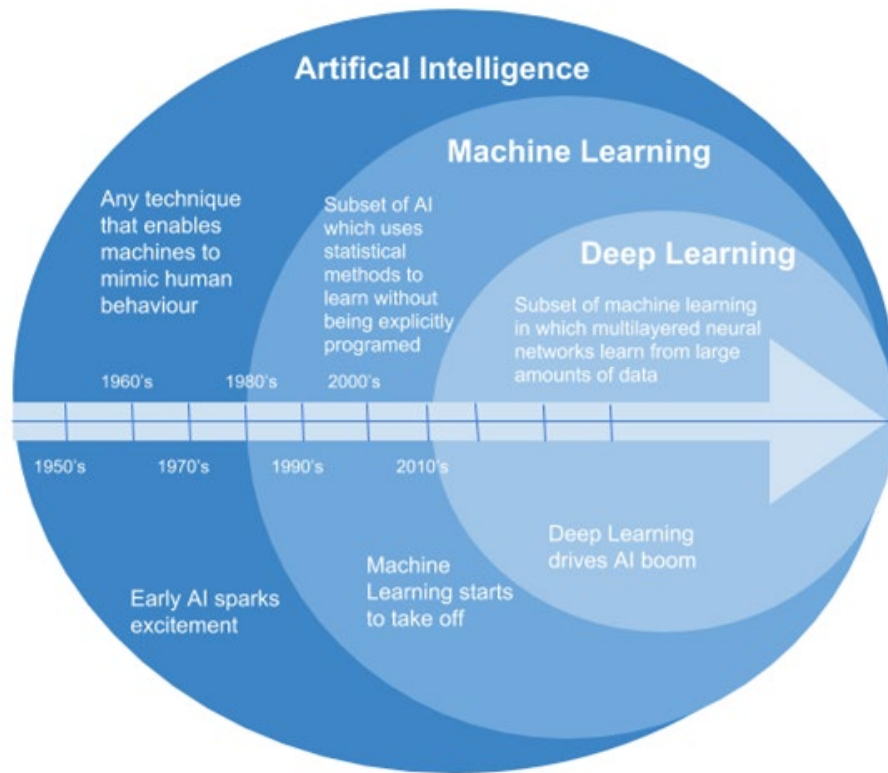 Artifical Intelligence
Machine Learning
Any technique
that enables
machines to
mimic human
behaviour
Subset of AI
which uses
statistical
methods to
learn without
being explicitly
programed
Deep Learning
Subset of machine learning
in which multilayered neural
networks learn from large
amounts of data
1960's 1980's 2000's
1950's 1970's 1990's 2010's
Early AI sparks
excitement
Machine
Learning starts
to take off
Deep Learning
drives AI boom